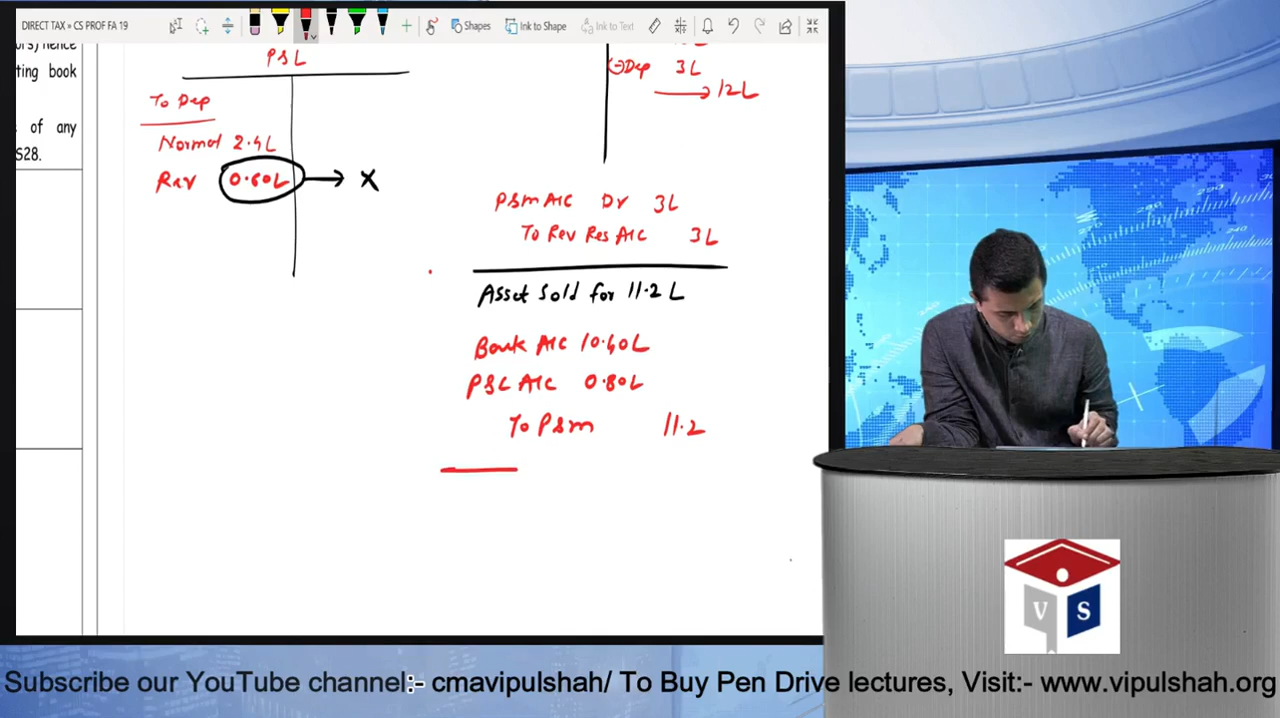 DIRECT TAX » CS PROF FA 19
Shapes
Ink to Shape
Ink to Text
hence
ting book
of any
S28.
P&L
To Dep
Normal 2.4L
Rev 0.60L → X
(-) Dep 3L
→ 12L
P&M A/C Dr 3L
To Rev Res A/C 3L
Asset Sold for 11.2 L
Bank A/C 10.40L
P&L A/C 0.80L
To P&M 11.2
V S
Subscribe our YouTube channel:- cmavipulshah/ To Buy Pen Drive lectures, Visit:- www.vipulshah.org